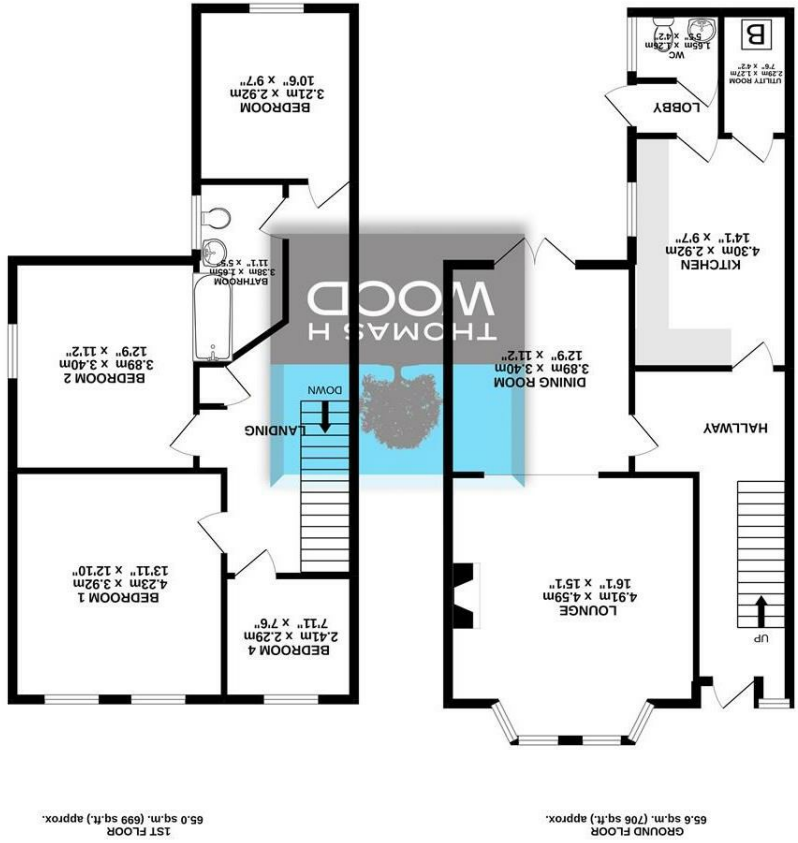 GROUND FLOOR
65.6 sq.m. (706 sq.ft.) approx.
1ST FLOOR
65.0 sq.m. (699 sq.ft.) approx.
UP
LOUNGE
4.91m x 4.59m
16'1" x 15'1"
HALLWAY
DINING ROOM
3.89m x 3.40m
12'9" x 11'2"
KITCHEN
4.30m x 2.92m
14'1" x 9'7"
LOBBY
WC
1.65m x 1.26m
5'5" x 4'2"
UTILITY ROOM
2.29m x 1.27m
7'6" x 4'2"
B
BEDROOM 4
2.41m x 2.29m
7'11" x 7'6"
BEDROOM 1
4.23m x 3.92m
13'11" x 12'10"
LANDING
DOWN
BEDROOM 2
3.89m x 3.40m
12'9" x 11'2"
BATHROOM
3.38m x 1.65m
11'1" x 5'5"
BEDROOM
3.21m x 2.92m
10'6" x 9'7"
THOMAS H
WOOD